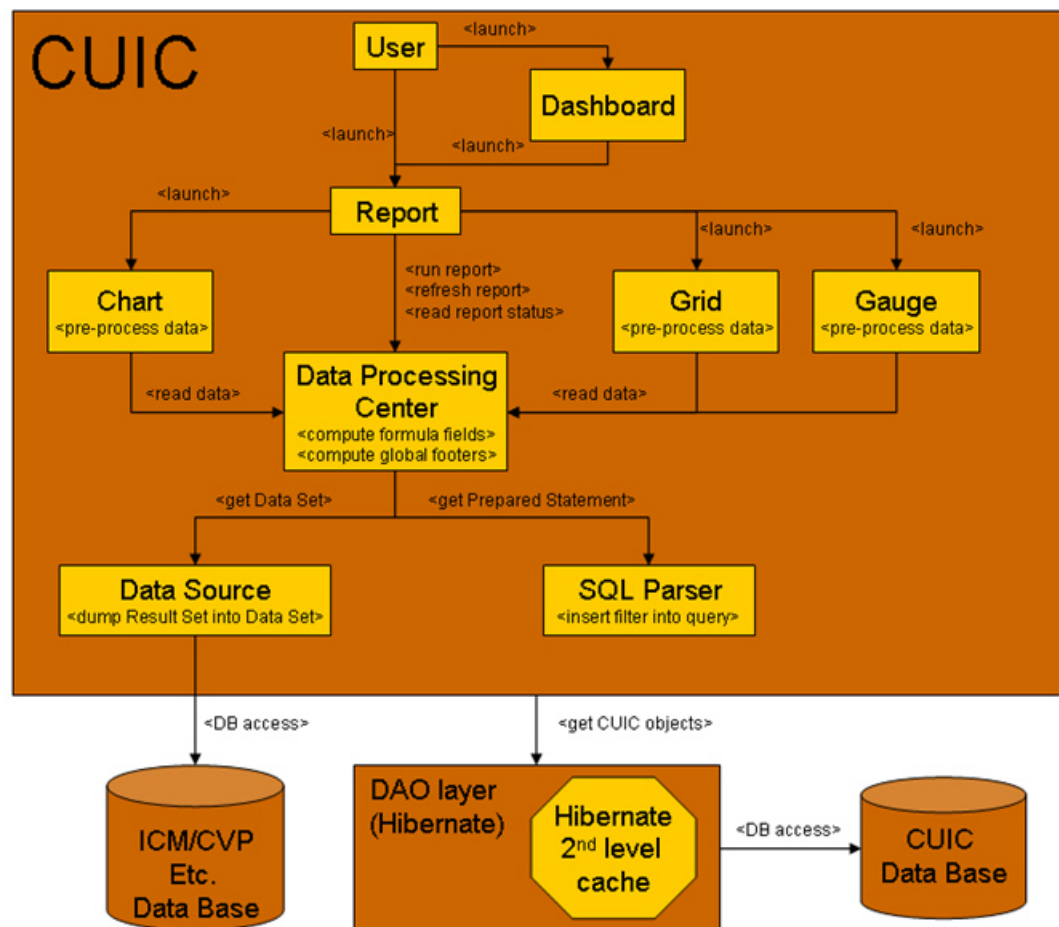 CUIC
User
<launch>
Dashboard
<launch>
<launch>
<launch>
Report
<launch>
<launch>
<run report>
<refresh report>
<read report status>
Chart
<pre-process data>
Grid
<pre-process data>
Gauge
<pre-process data>
Data Processing
Center
<compute formula fields>
<compute global footers>
<read data>
<read data>
<get Data Set>
<get Prepared Statement>
Data Source
<dump Result Set into Data Set>
SQL Parser
<insert filter into query>
<DB access>
<get CUIC objects>
ICM/CVP
Etc.
Data Base
DAO layer
(Hibernate)
Hibernate
2nd level
cache
<DB access>
CUIC
Data Base